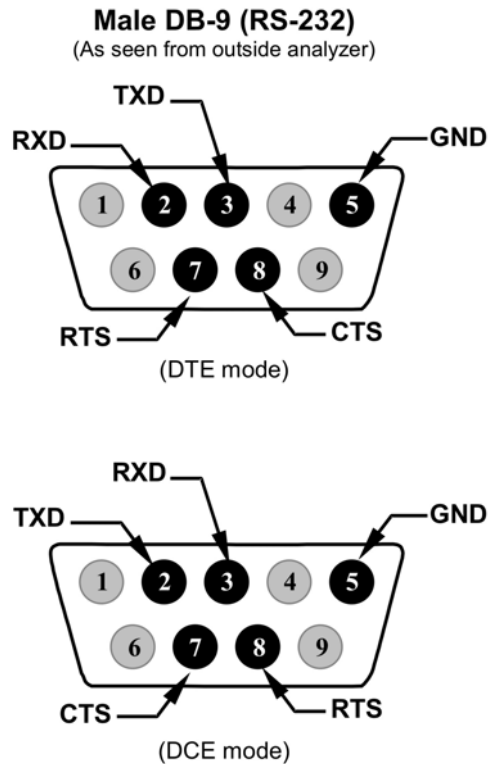 Male DB-9 (RS-232)
(As seen from outside analyzer)
TXD
RXD
GND
1 2 3 4 5
6 7 8 9
RTS
CTS
(DTE mode)
RXD
TXD
GND
1 2 3 4 5
6 7 8 9
CTS
RTS
(DCE mode)